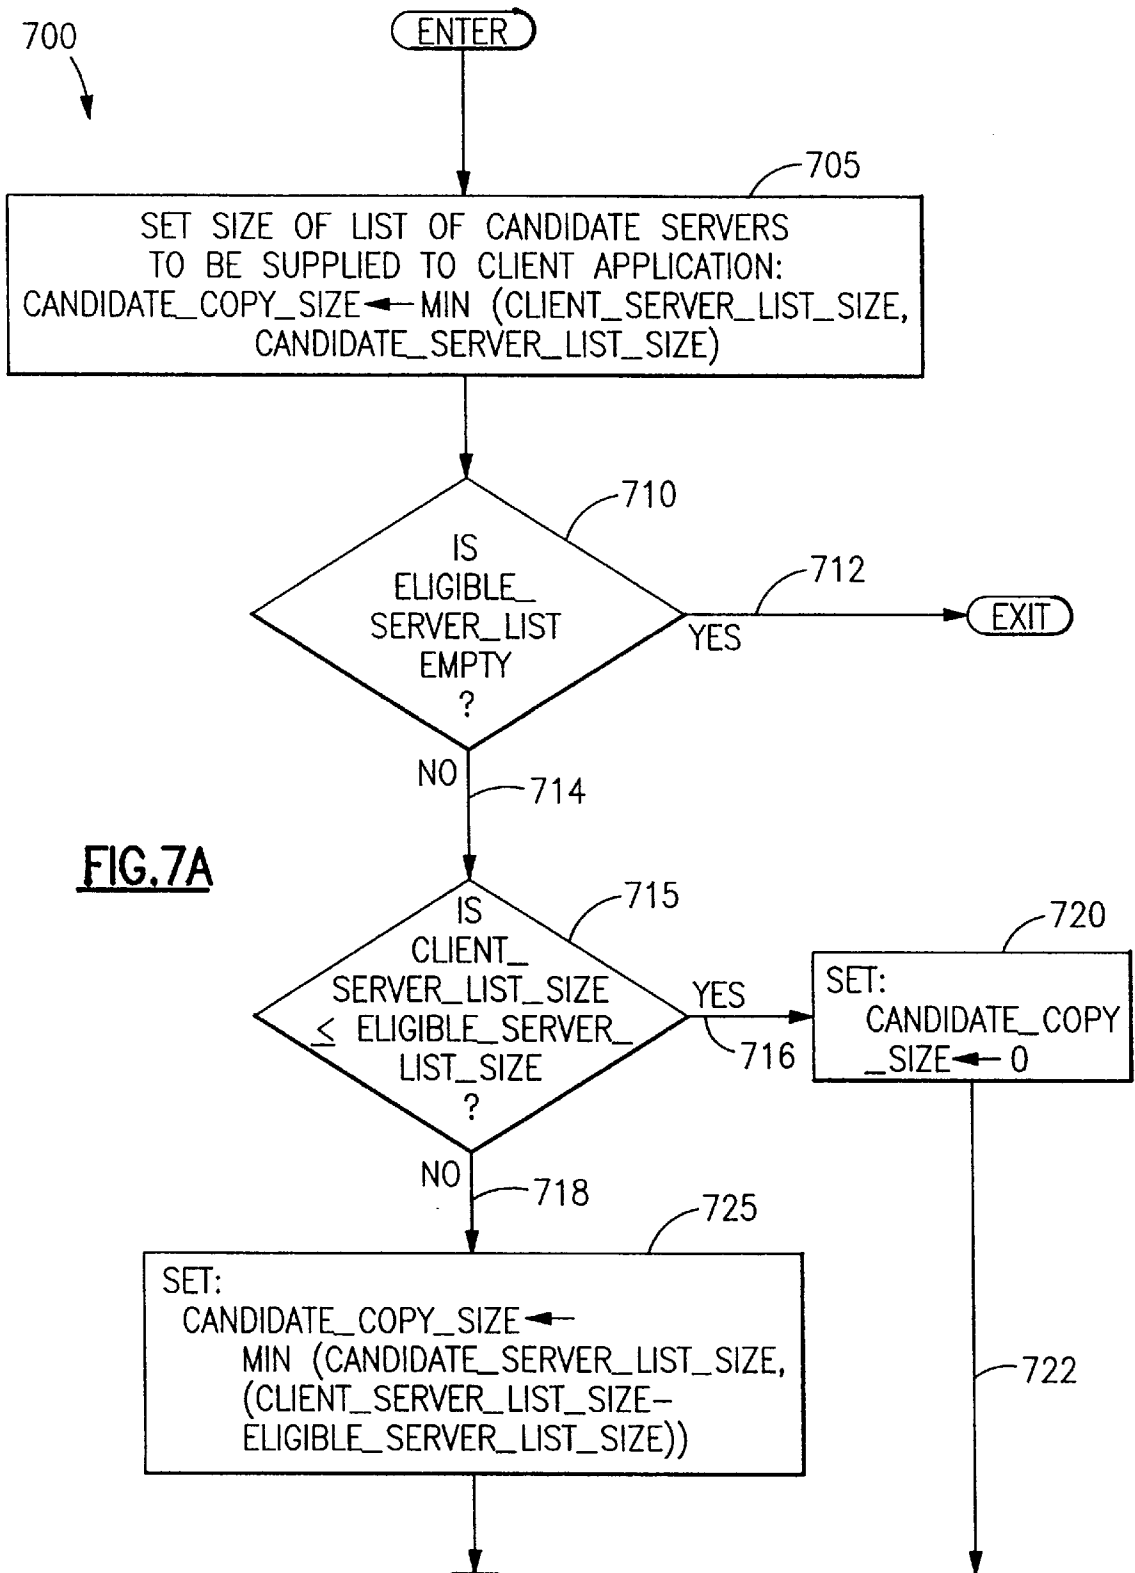 700
ENTER
705
SET SIZE OF LIST OF CANDIDATE SERVERS
TO BE SUPPLIED TO CLIENT APPLICATION:
CANDIDATE_COPY_SIZE ← MIN (CLIENT_SERVER_LIST_SIZE,
CANDIDATE_SERVER_LIST_SIZE)
710
IS
ELIGIBLE_
SERVER_LIST
EMPTY
?
712
YES
EXIT
NO
714
FIG.7A
715
IS
CLIENT_
SERVER_LIST_SIZE
≤ ELIGIBLE_SERVER_
LIST_SIZE
?
YES
716
720
SET:
CANDIDATE_COPY
_SIZE ← 0
NO
718
722
725
SET:
CANDIDATE_COPY_SIZE ←
MIN (CANDIDATE_SERVER_LIST_SIZE,
(CLIENT_SERVER_LIST_SIZE–
ELIGIBLE_SERVER_LIST_SIZE))